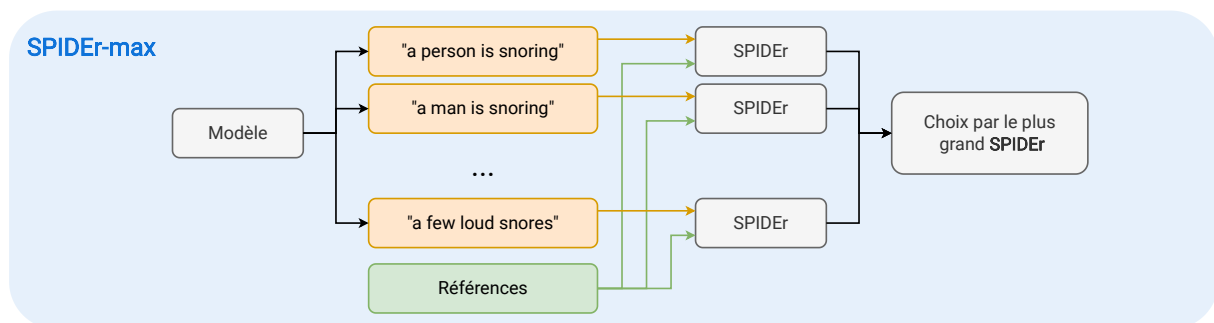 SPIDEr-max
"a person is snoring"
SPIDEr
"a man is snoring"
SPIDEr
Modèle
Choix par le plus
grand SPIDEr
...
"a few loud snores"
SPIDEr
Références